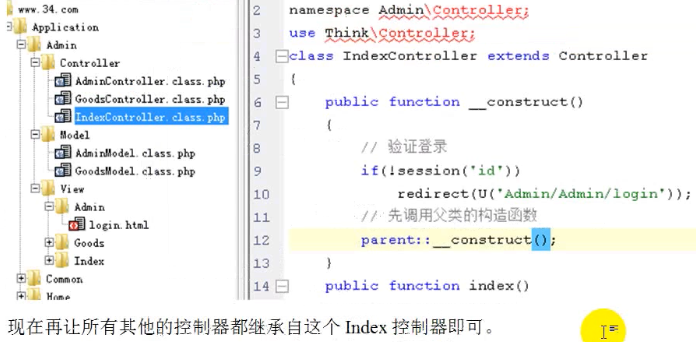 www.34.com
Application
Admin
Controller
AdminController.class.php
GoodsController.class.php
IndexController.class.php
Model
AdminModel.class.php
GoodsModel.class.php
View
Admin
login.html
Goods
Index
Common
Home
2 namespace Admin\Controller;
3 use Think\Controller;
4 class IndexController extends Controller
5 {
6 public function __construct()
7 {
8 // 验证登录
9 if(!session('id'))
10 redirect(U('Admin/Admin/login'));
11 // 先调用父类的构造函数
12 parent::__construct();
13 }
14 public function index()
现在再让所有其他的控制器都继承自这个 Index 控制器即可。